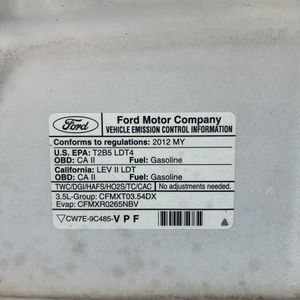 Ford
Ford Motor Company
VEHICLE EMISSION CONTROL INFORMATION
Conforms to regulations: 2012 MY
U.S. EPA: T2B5 LDT4
OBD: CA II Fuel: Gasoline
California: LEV II LDT
OBD: CA II Fuel: Gasoline
TWC/DGI/HAFS/HO2S/TC/CAC No adjustments needed.
3.5L-Group: CFMXT03.54DX
Evap: CFMXR0265NBV
CW7E-9C485-VPF